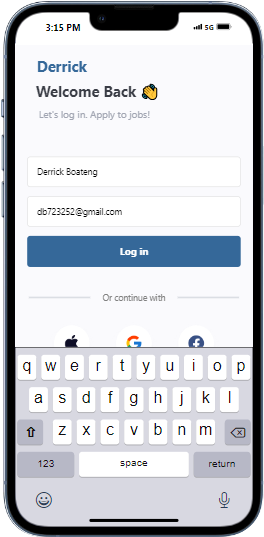 3:15 PM
5G
Derrick
Welcome Back 👋
Let's log in. Apply to jobs!
Derrick Boateng
db723252@gmail.com
Log in
Or continue with
q w e r t y u i o p
a s d f g h j k l
z x c v b n m
123 space return